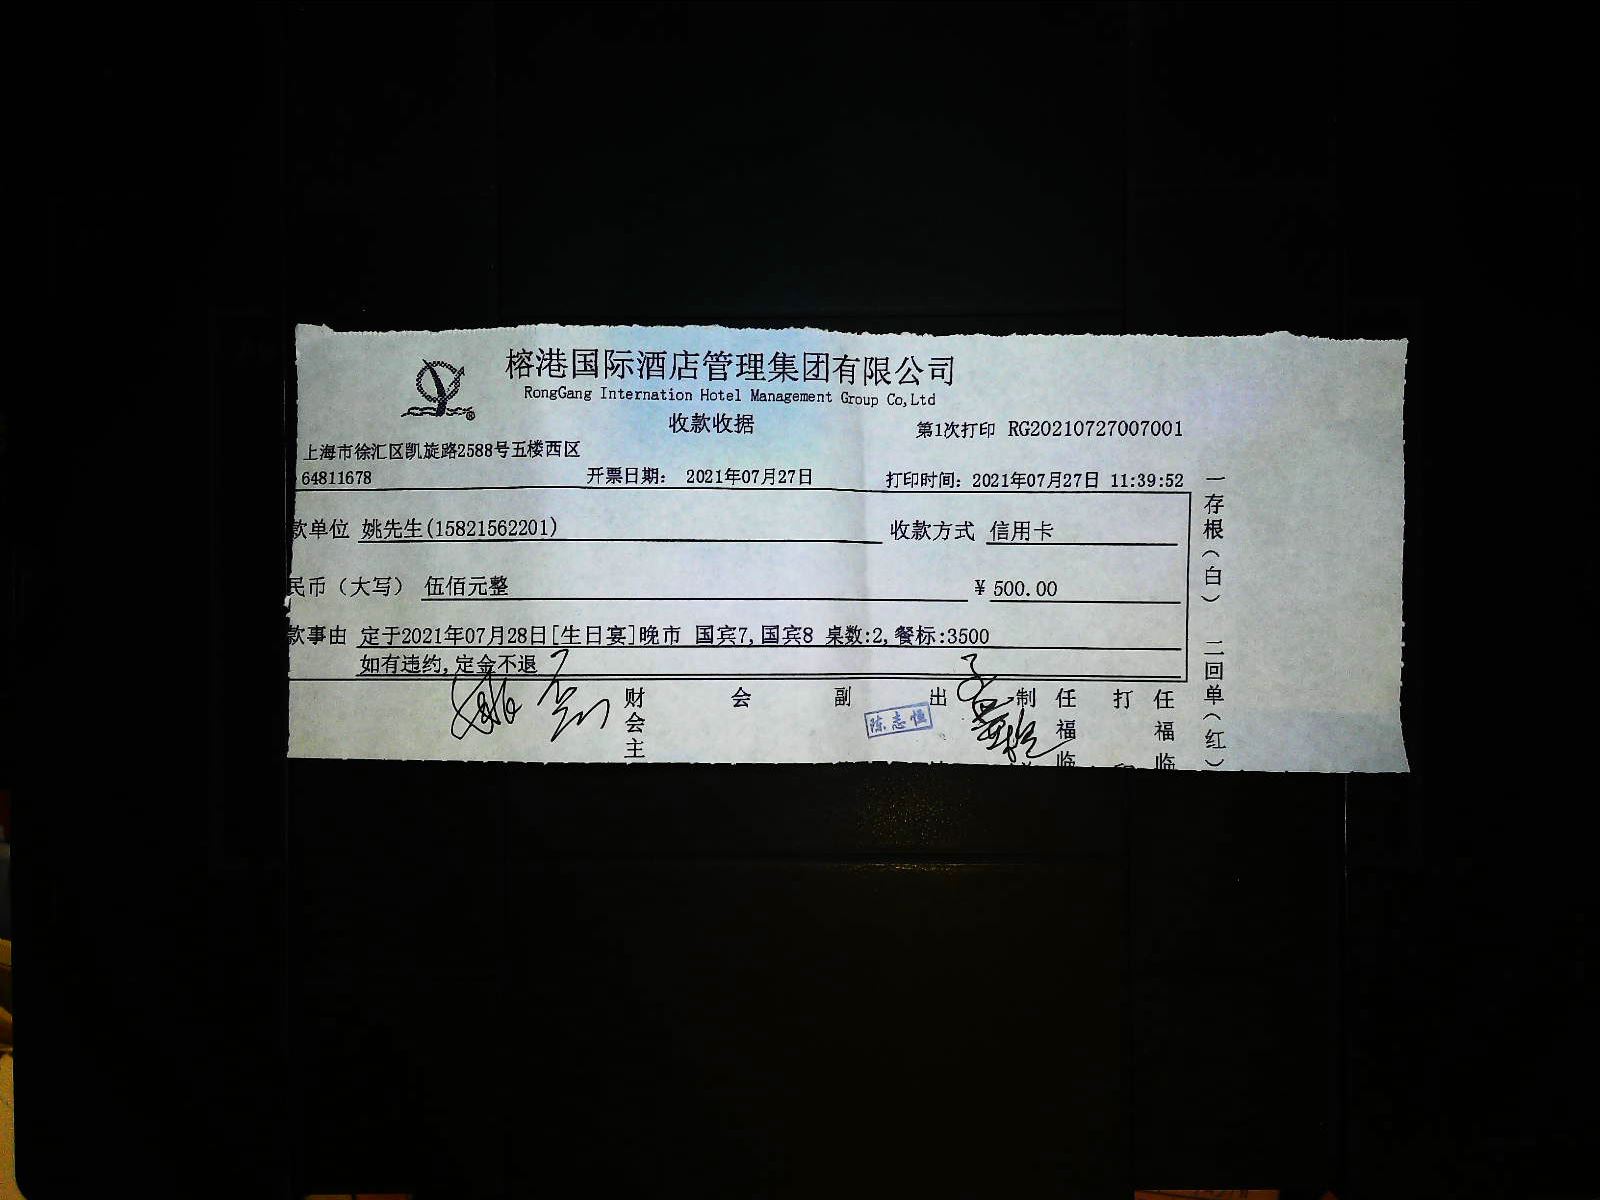 榕港国际酒店管理集团有限公司
RongGang Internation Hotel Management Group Co,Ltd
收款收据
第1次打印 RG20210727007001
上海市徐汇区凯旋路2588号五楼西区
64811678 开票日期： 2021年07月27日 打印时间：2021年07月27日 11:39:52
款单位 姚先生(15821562201) 收款方式 信用卡
民币（大写） 伍佰元整 ¥ 500.00
款事由 定于2021年07月28日[生日宴]晚市 国宾7,国宾8 桌数:2,餐标:3500
如有违约,定金不退
财会主
会
副
出
制
任福临
打
任福临
陈志恒
一存根（白） 二回单（红）